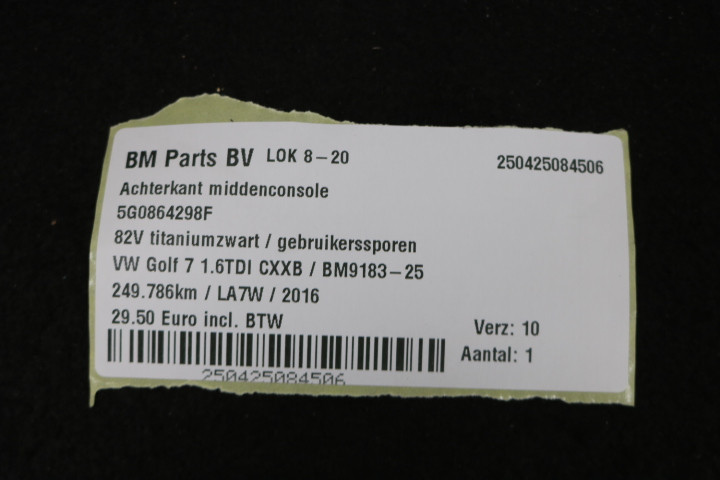 BM Parts BV LOK 8-20 250425084506
Achterkant middenconsole
5G0864298F
82V titaniumzwart / gebruikerssporen
VW Golf 7 1.6TDI CXXB / BM9183-25
249.786km / LA7W / 2016
29.50 Euro incl. BTW Verz: 10
Aantal: 1
250425084506